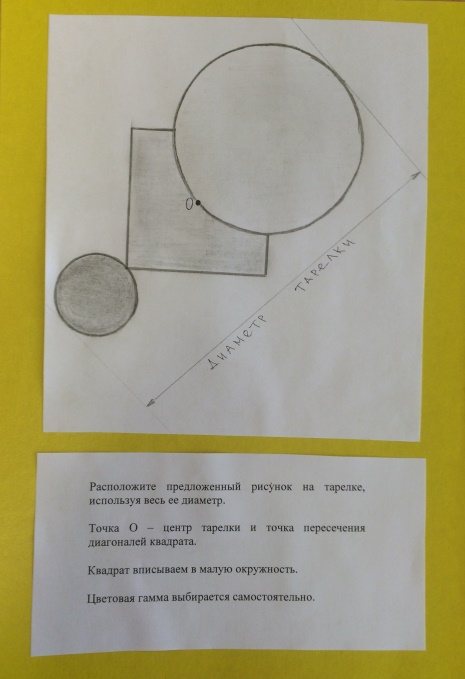 О
ДИАМЕТР ТАРЕЛКИ
Расположите предложенный рисунок на тарелке,
используя весь ее диаметр.
Точка О – центр тарелки и точка пересечения
диагоналей квадрата.
Квадрат вписываем в малую окружность.
Цветовая гамма выбирается самостоятельно.